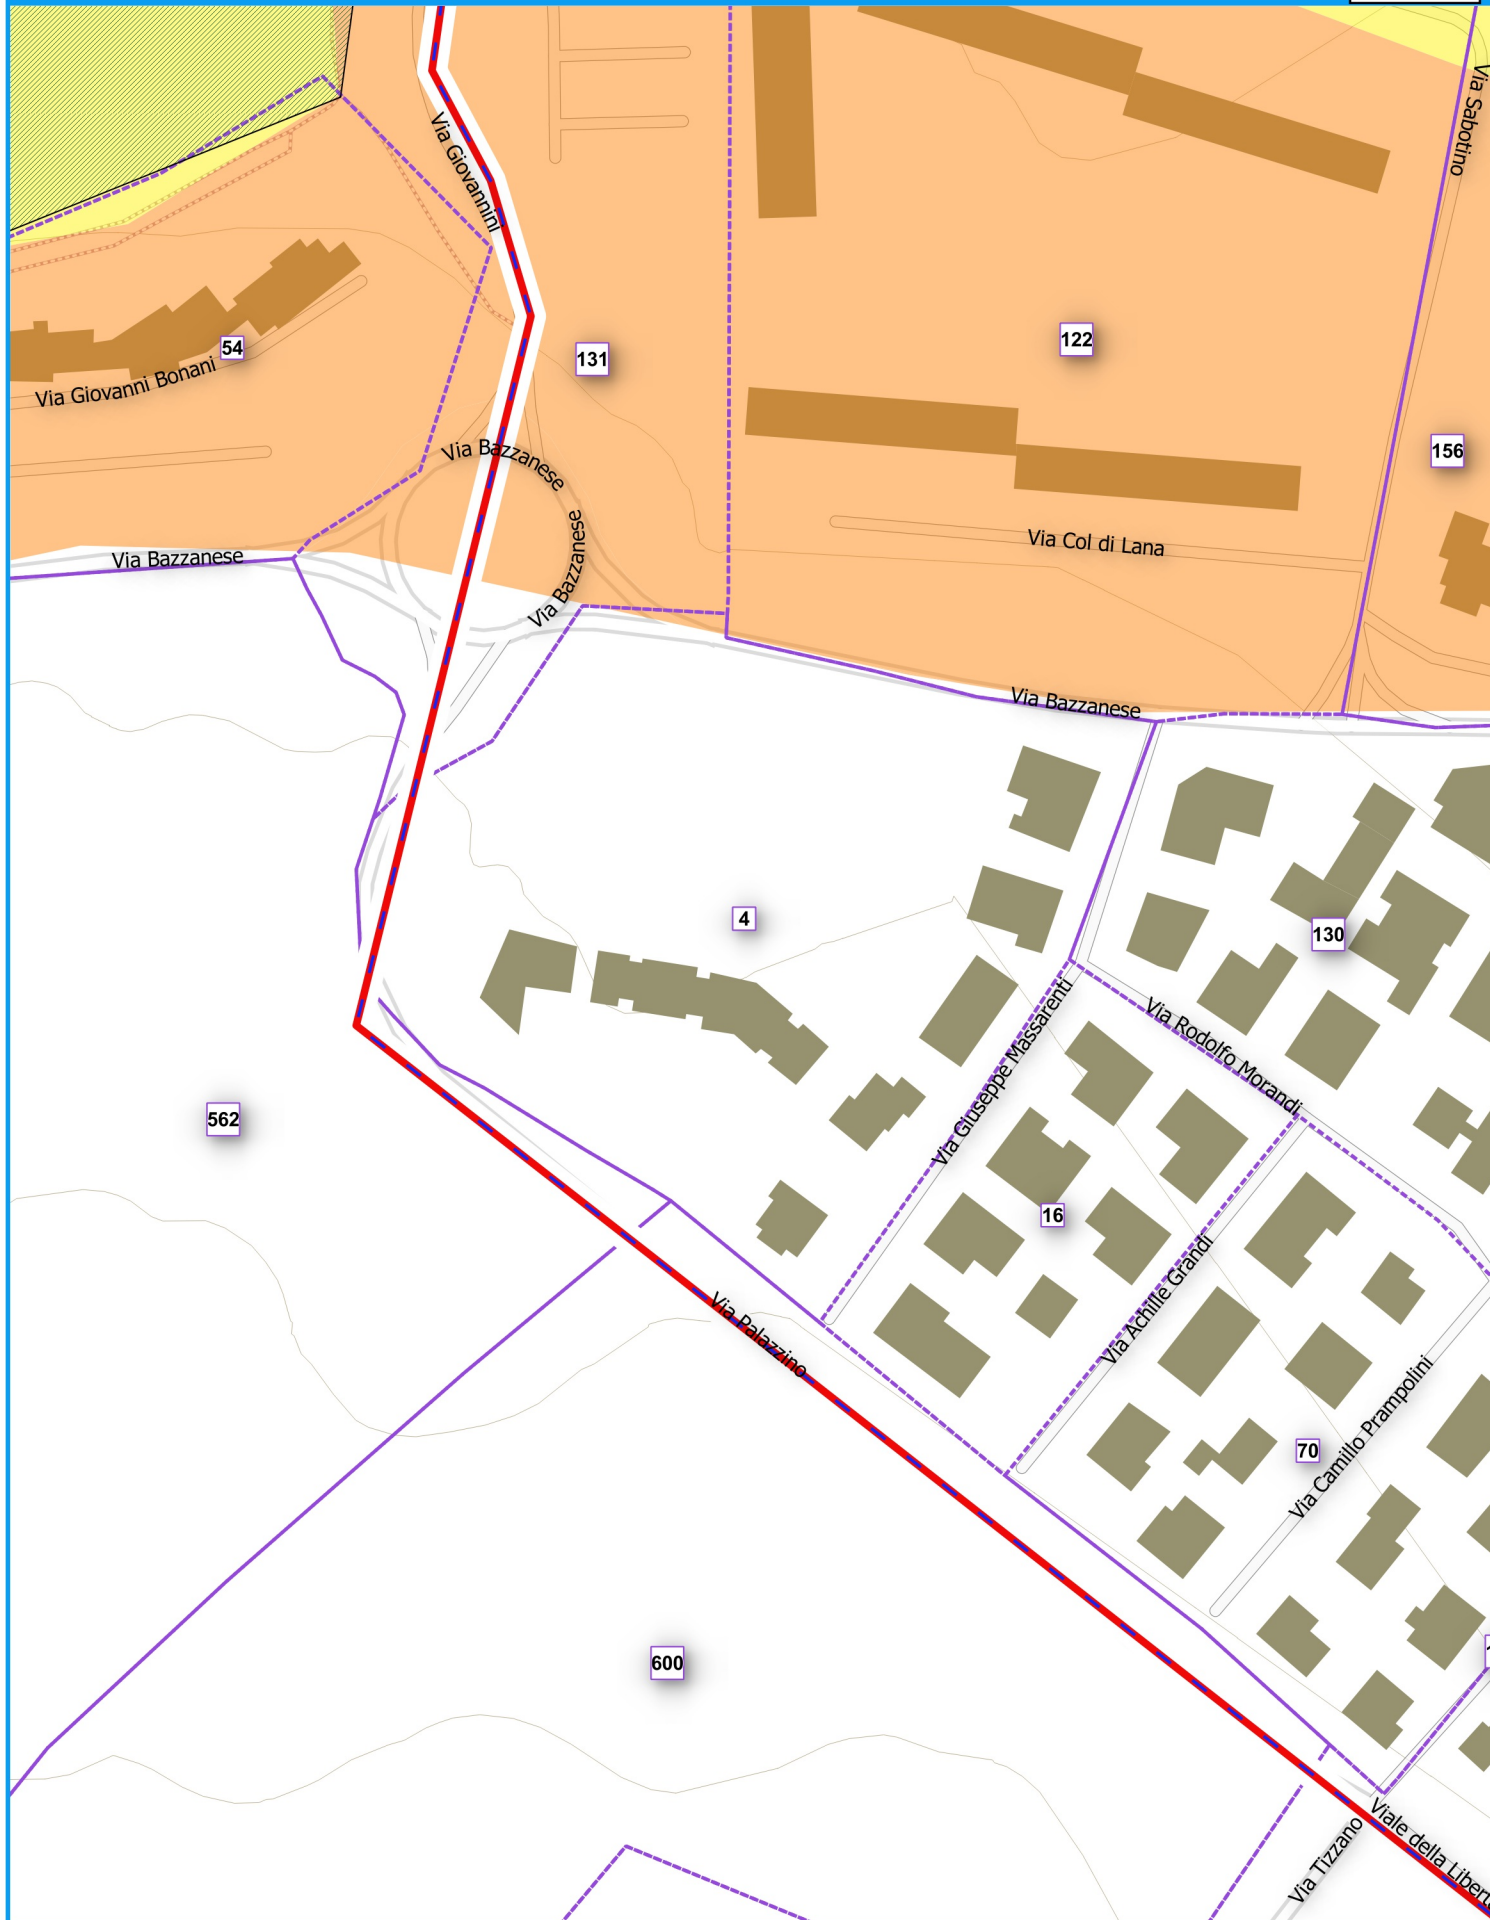 Via Sabotino
Via Giovannini
54
131
122
Via Giovanni Bonani
156
Via Bazzanese
Via Bazzanese
Via Col di Lana
Via Bazzanese
Via Bazzanese
4
130
Via Giuseppe Massarenti
Via Rodolfo Morandi
562
16
Via Achille Grandi
Via Palazzino
Via Camillo Prampolini
70
600
Via Tizzano
Viale della Libert